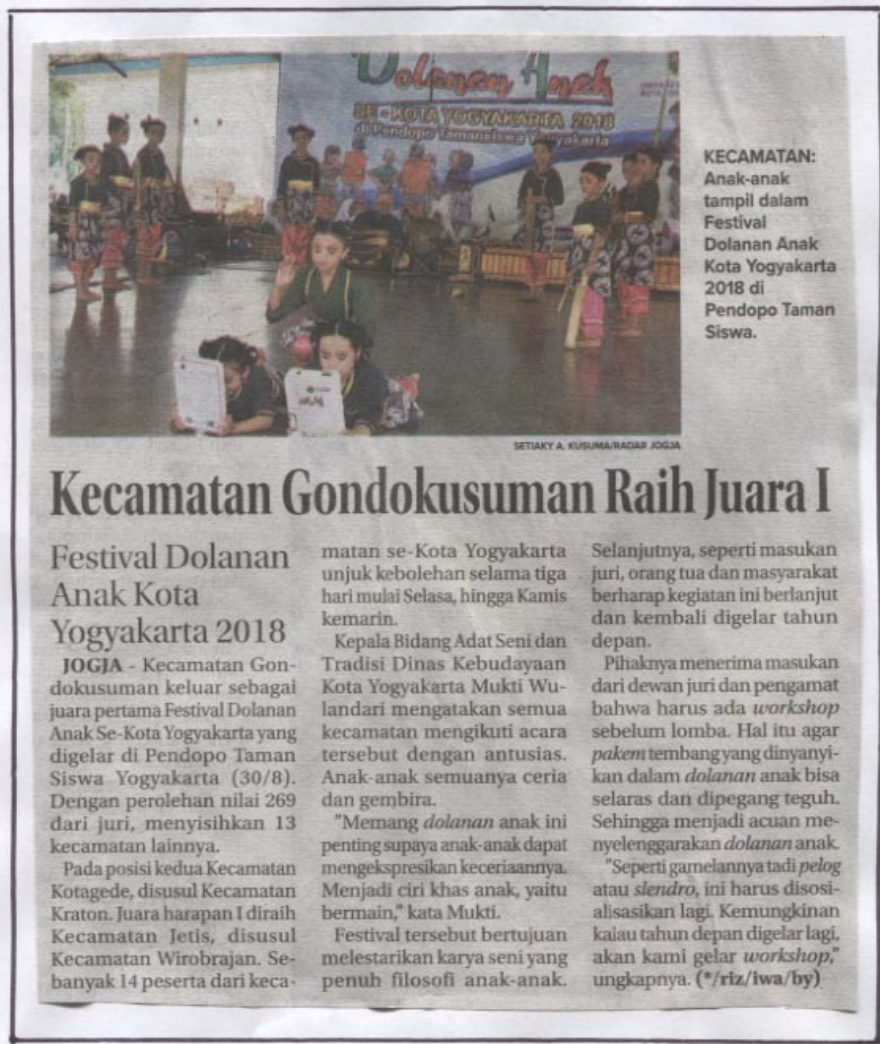 Dolanan Anak
SE - KOTA YOGYAKARTA 2018
di Pendopo Tamansiswa Yogyakarta
KECAMATAN:
Anak-anak
tampil dalam
Festival
Dolanan Anak
Kota Yogyakarta
2018 di
Pendopo Taman
Siswa.
SETIAKY A. KUSUMA/RADAR JOGJA
Kecamatan Gondokusuman Raih Juara I
Festival Dolanan
Anak Kota
Yogyakarta 2018
JOGJA - Kecamatan Gon-
dokusuman keluar sebagai
juara pertama Festival Dolanan
Anak Se-Kota Yogyakarta yang
digelar di Pendopo Taman
Siswa Yogyakarta (30/8).
Dengan perolehan nilai 269
dari juri, menyisihkan 13
kecamatan lainnya.
Pada posisi kedua Kecamatan
Kotagede, disusul Kecamatan
Kraton. Juara harapan I diraih
Kecamatan Jetis, disusul
Kecamatan Wirobrajan. Se-
banyak 14 peserta dari keca-
matan se-Kota Yogyakarta
unjuk kebolehan selama tiga
hari mulai Selasa, hingga Kamis
kemarin.
Kepala Bidang Adat Seni dan
Tradisi Dinas Kebudayaan
Kota Yogyakarta Mukti Wu-
landari mengatakan semua
kecamatan mengikuti acara
tersebut dengan antusias.
Anak-anak semuanya ceria
dan gembira.
"Memang dolanan anak ini
penting supaya anak-anak dapat
mengekspresikan keceriaannya.
Menjadi ciri khas anak, yaitu
bermain," kata Mukti.
Festival tersebut bertujuan
melestarikan karya seni yang
penuh filosofi anak-anak.
Selanjutnya, seperti masukan
juri, orang tua dan masyarakat
berharap kegiatan ini berlanjut
dan kembali digelar tahun
depan.
Pihaknya menerima masukan
dari dewan juri dan pengamat
bahwa harus ada workshop
sebelum lomba. Hal itu agar
pakem tembang yang dinyanyi-
kan dalam dolanan anak bisa
selaras dan dipegang teguh.
Sehingga menjadi acuan me-
nyelenggarakan dolanan anak.
"Seperti gamelannya tadi pelog
atau slendro, ini harus disosi-
alisasikan lagi. Kemungkinan
kalau tahun depan digelar lagi,
akan kami gelar workshop,"
ungkapnya. (*/riz/iwa/by)